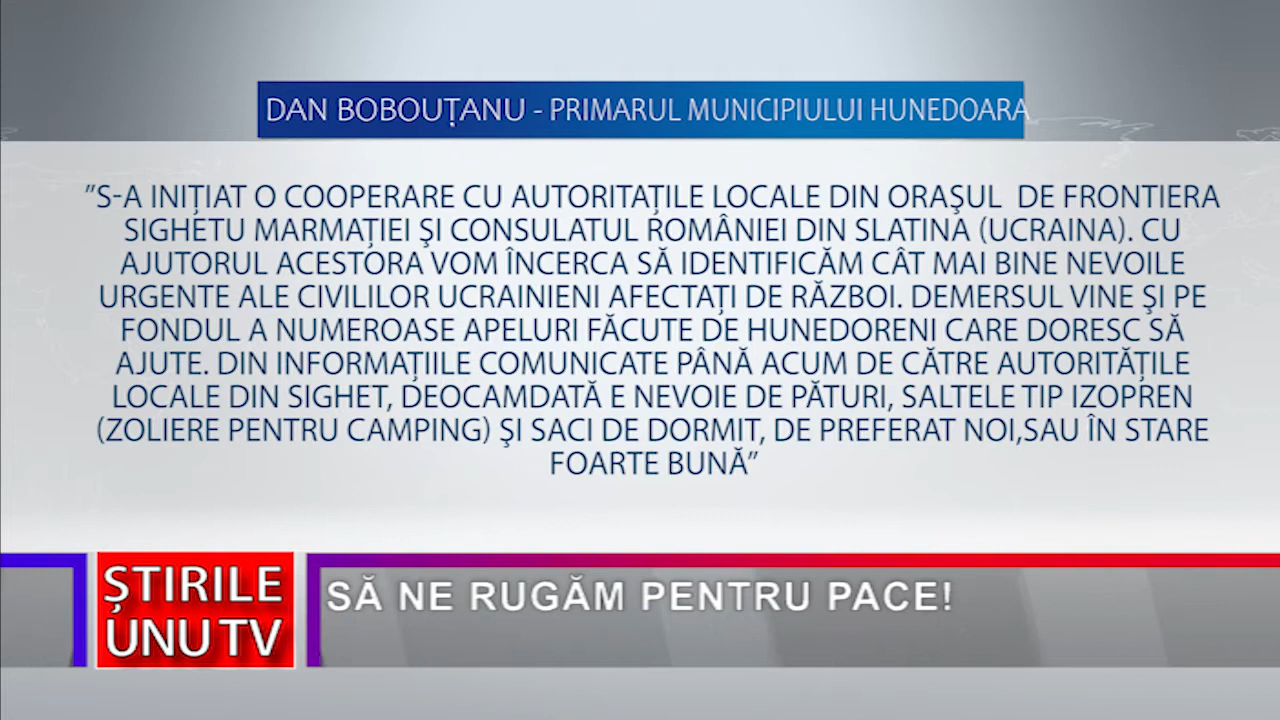 DAN BOBOUȚANU - PRIMARUL MUNICIPIULUI HUNEDOARA
”S-A INIȚIAT O COOPERARE CU AUTORITAȚILE LOCALE DIN ORAŞUL DE FRONTIERA
SIGHETU MARMAȚIEI ŞI CONSULATUL ROMÂNIEI DIN SLATINA (UCRAINA). CU
AJUTORUL ACESTORA VOM ÎNCERCA SĂ IDENTIFICĂM CÂT MAI BINE NEVOILE
URGENTE ALE CIVILILOR UCRAINIENI AFECTAȚI DE RĂZBOI. DEMERSUL VINE ŞI PE
FONDUL A NUMEROASE APELURI FĂCUTE DE HUNEDORENI CARE DORESC SĂ
AJUTE. DIN INFORMAȚIILE COMUNICATE PÂNĂ ACUM DE CĂTRE AUTORITĂȚILE
LOCALE DIN SIGHET, DEOCAMDATĂ E NEVOIE DE PĂTURI, SALTELE TIP IZOPREN
(ZOLIERE PENTRU CAMPING) ŞI SACI DE DORMIT, DE PREFERAT NOI,SAU ÎN STARE
FOARTE BUNĂ”
ȘTIRILE
UNU TV
SĂ NE RUGĂM PENTRU PACE!